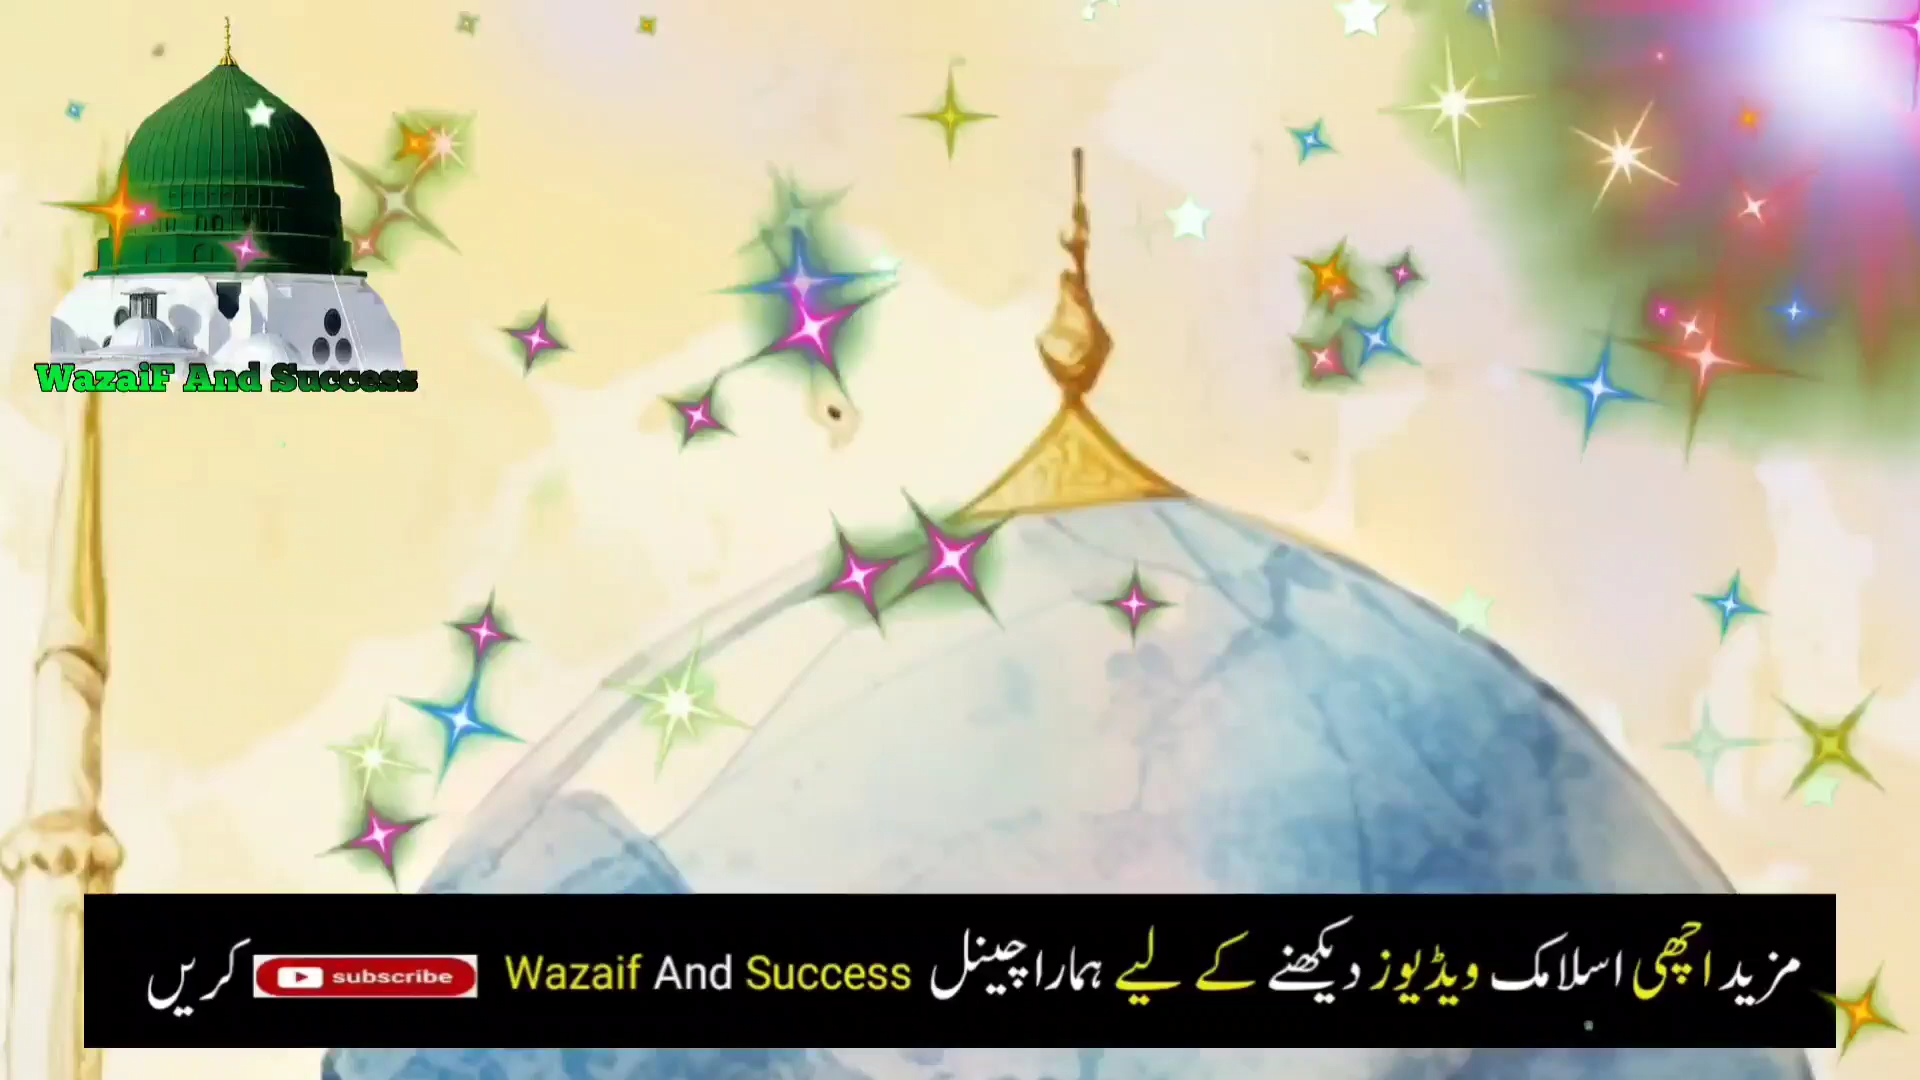 WazaiF And Success
مزید اچھی اسلامک ویڈیوز دیکھنے کے لیے ہمارا چینل Wazaif And Success subscribe کریں